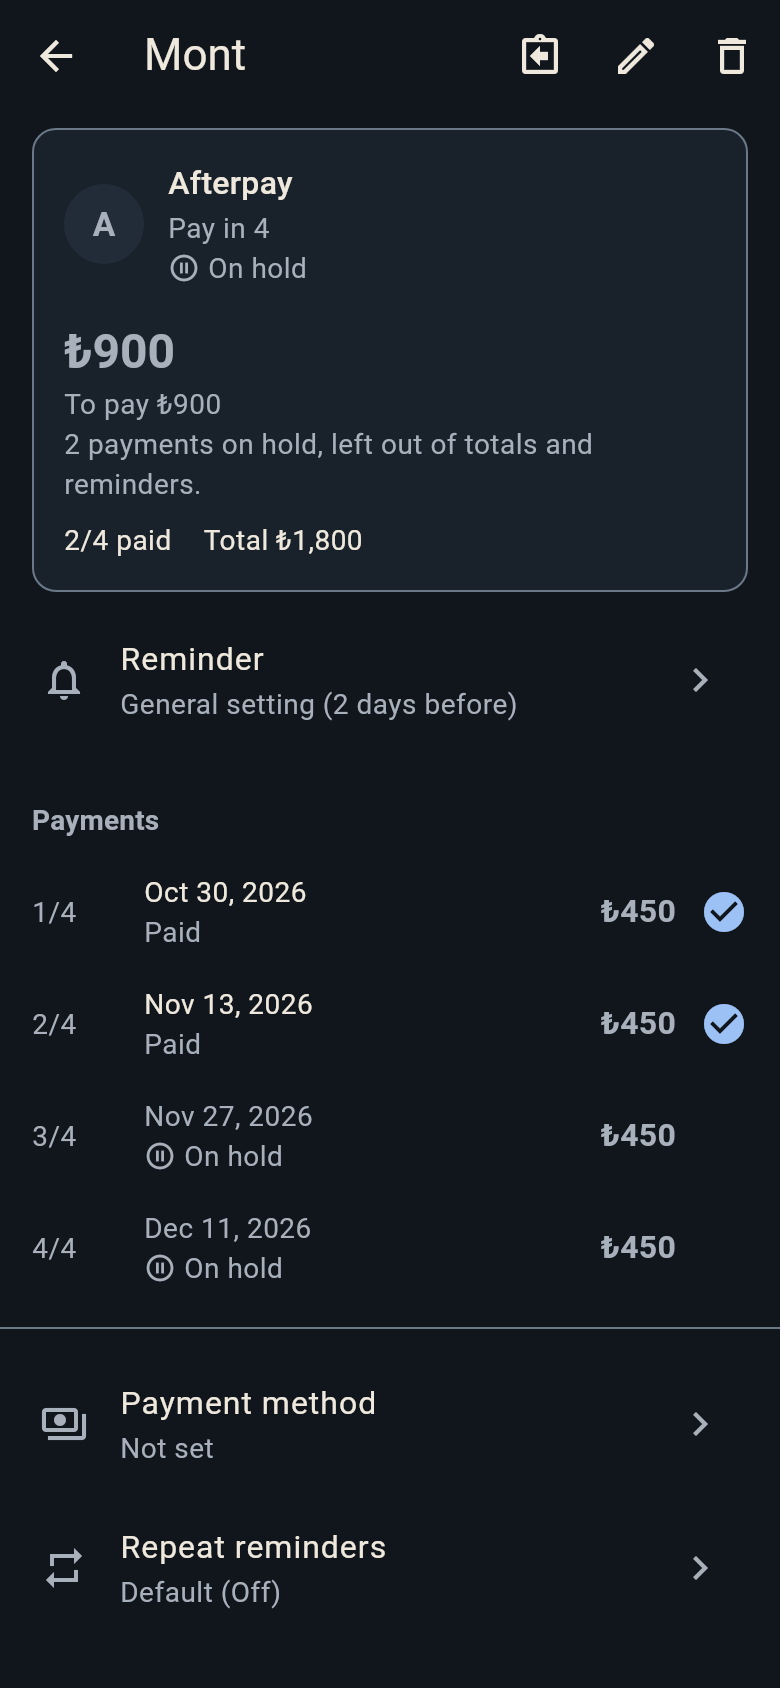 Mont
A
Afterpay
Pay in 4
On hold
₺900
To pay ₺900
2 payments on hold, left out of totals and
reminders.
2/4 paid Total ₺1,800
Reminder
General setting (2 days before)
Payments
1/4 Oct 30, 2026 ₺450
Paid
2/4 Nov 13, 2026 ₺450
Paid
3/4 Nov 27, 2026 ₺450
On hold
4/4 Dec 11, 2026 ₺450
On hold
Payment method
Not set
Repeat reminders
Default (Off)